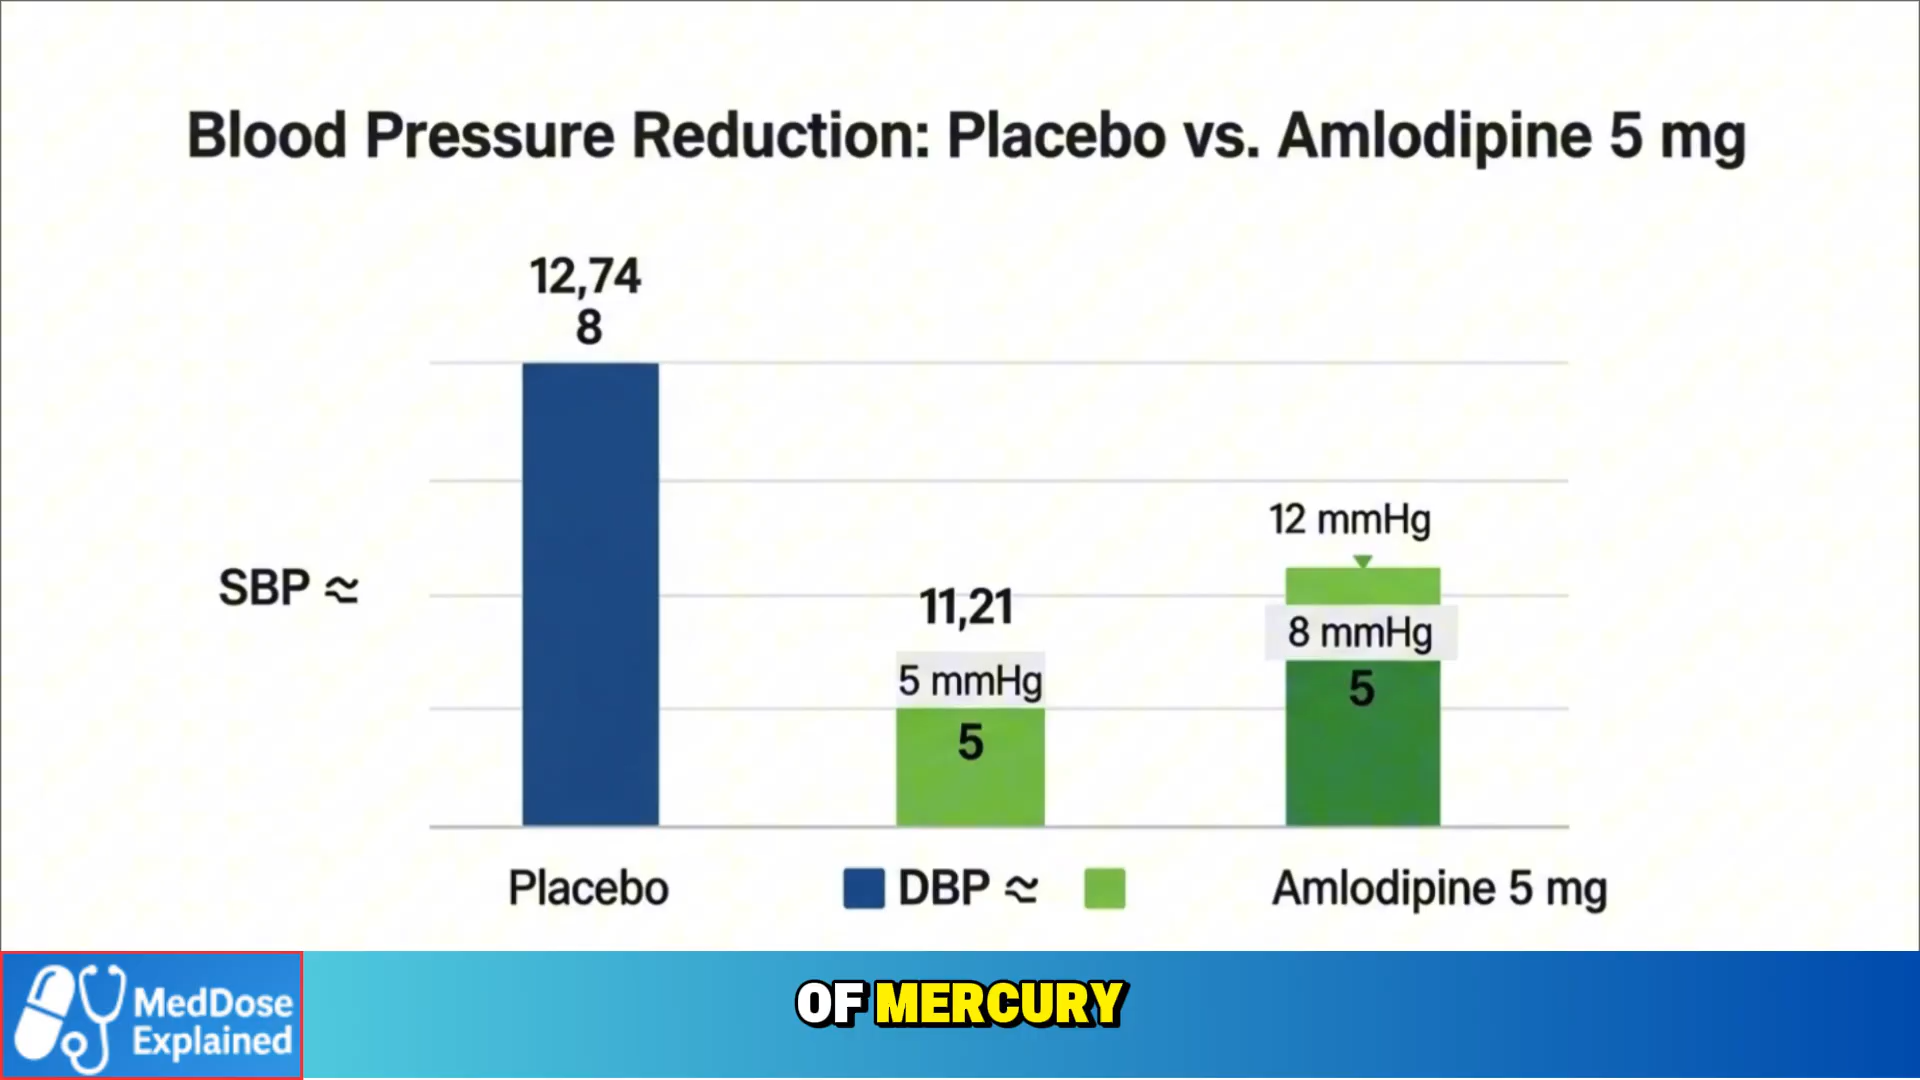 Blood Pressure Reduction: Placebo vs. Amlodipine 5 mg
12,74
8
12 mmHg
SBP ≈
11,21
8 mmHg
5 mmHg
5
5
Placebo
DBP ≈
Amlodipine 5 mg
MedDose
Explained
OF MERCURY